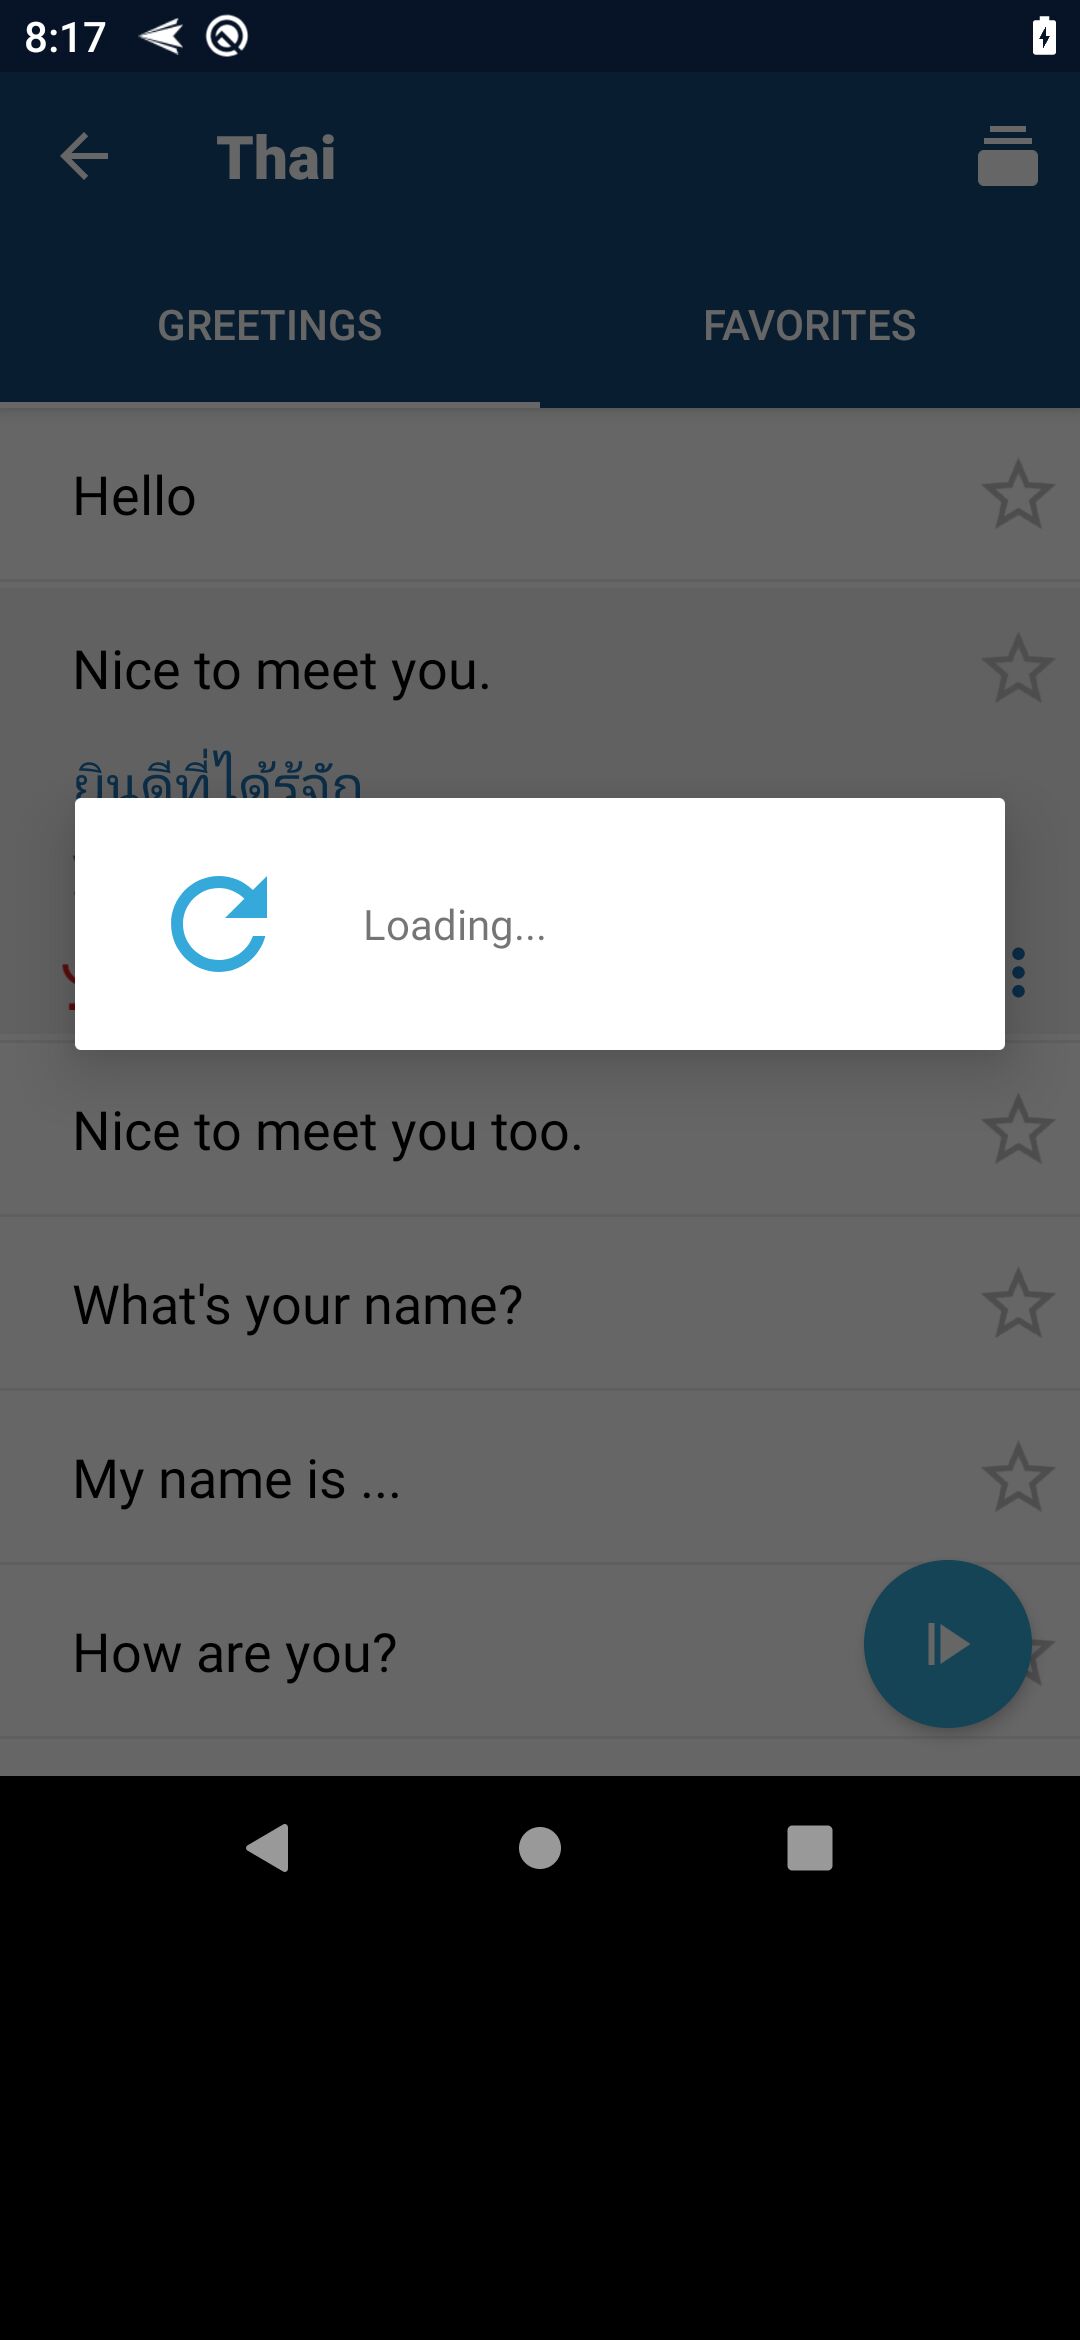 8:17
Thai
GREETINGS
FAVORITES
Hello
Nice to meet you.
ยินดีที่ได้รู้จัก
Loading...
Nice to meet you too.
What's your name?
My name is ...
How are you?